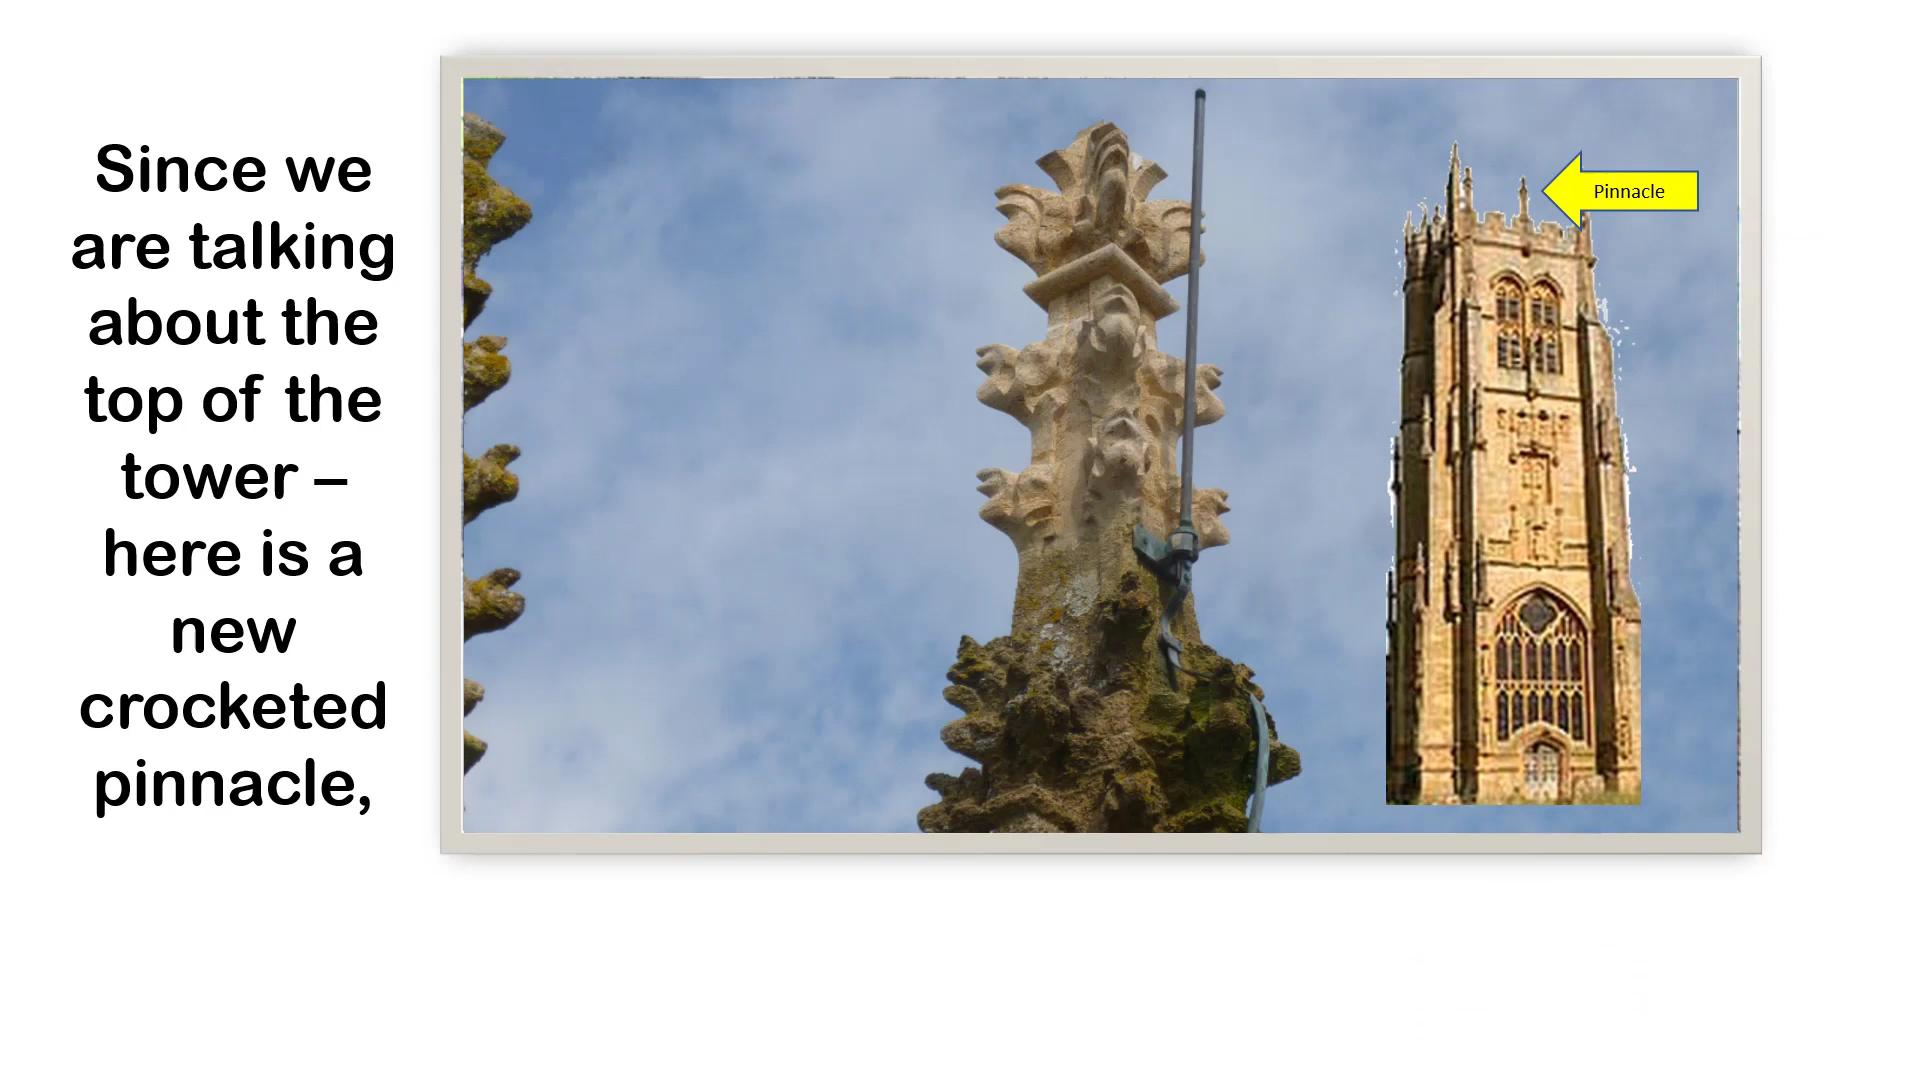 Since we
are talking
about the
top of the
tower –
here is a
new
crocketed
pinnacle,
Pinnacle